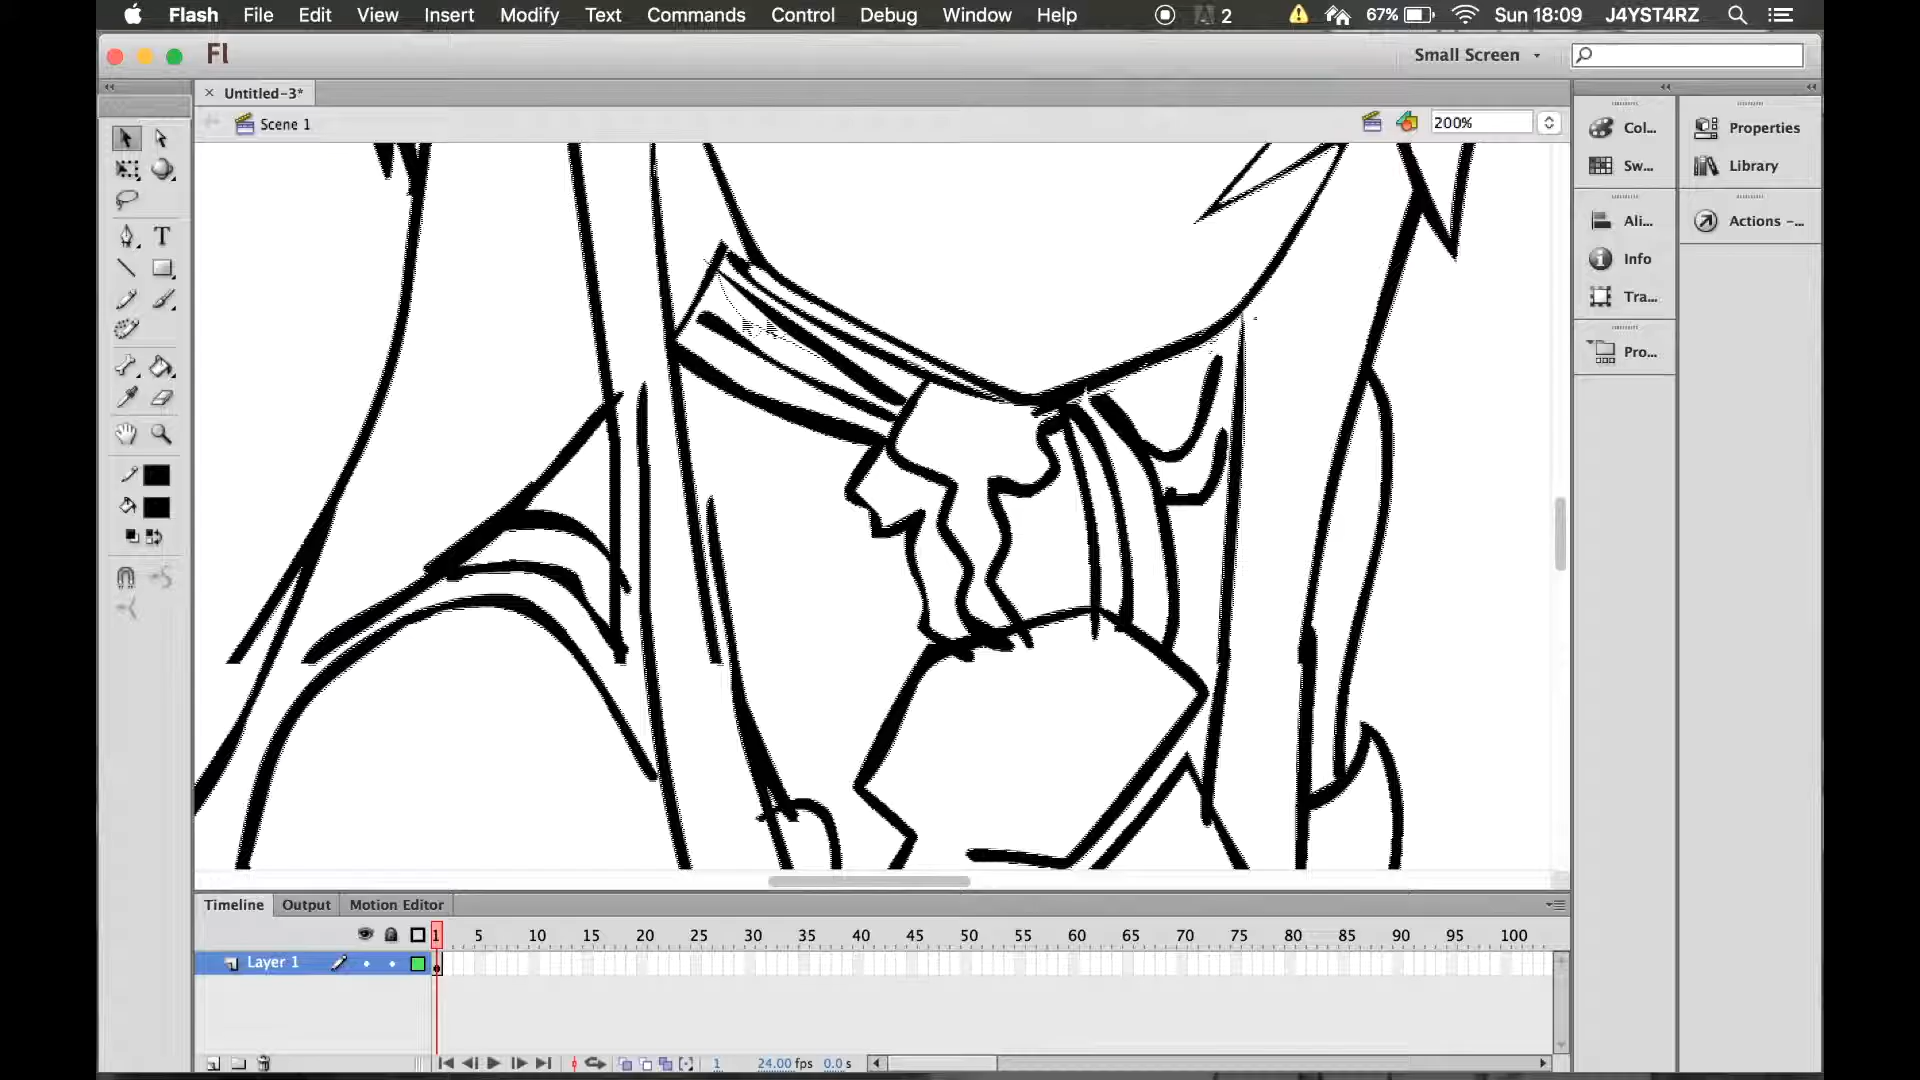 Flash File Edit View Insert Modify Text Commands Control Debug Window Help 2 67% Sun 18:09 J4YST4RZ
Fl Small Screen
Untitled-3*
Scene 1 200%
Col... Properties
Sw... Library
Ali... Actions -...
Info
Tra...
Pro...
T
Timeline Output Motion Editor
1 5 10 15 20 25 30 35 40 45 50 55 60 65 70 75 80 85 90 95 100
Layer 1
1 24.00 fps 0.0 s